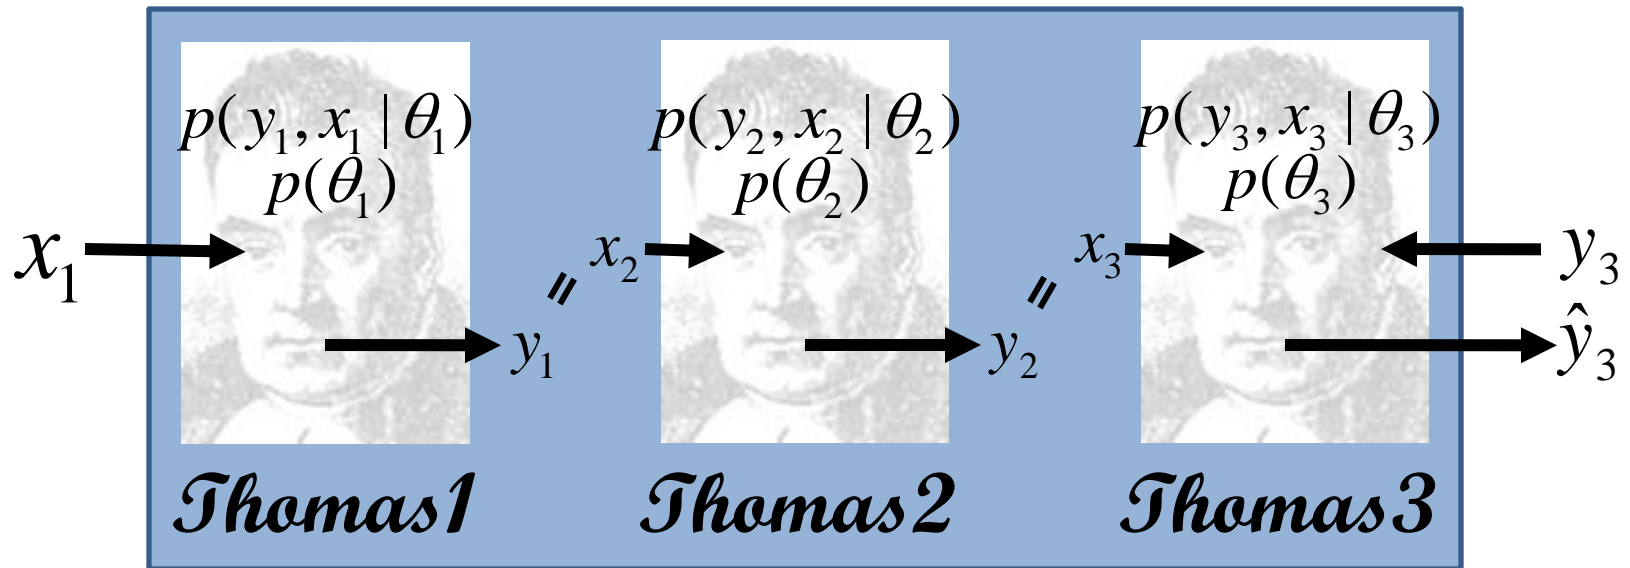 p(y₁, x₁ | θ₁) p(y₂, x₂ | θ₂) p(y₃, x₃ | θ₃)
p(θ₁) p(θ₂) p(θ₃)
x₁ x₂ x₃ y₃
= =
y₁ y₂ ŷ₃
Thomas1 Thomas2 Thomas3